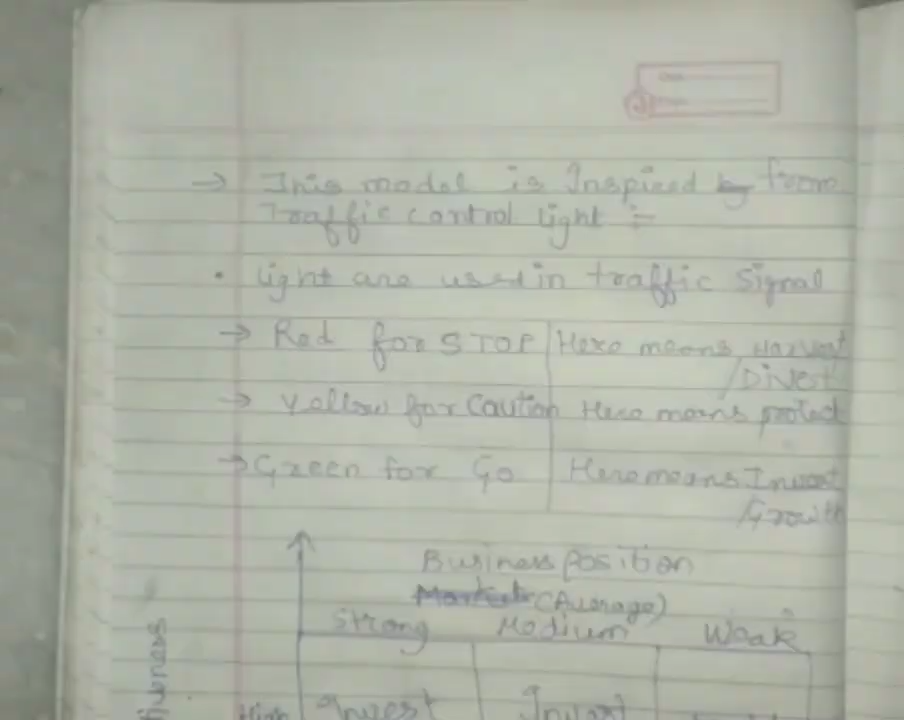 → This model is Inspired from
Traffic control light :-
• light are used in traffic Signal
→ Red for STOP | Here means Harvest
/Divest
→ Yellow for Caution Here means protect
→ Green for Go | Here means Invest
/Growth
Business Position
(Average)
Strong Medium Weak
High Invest Invest